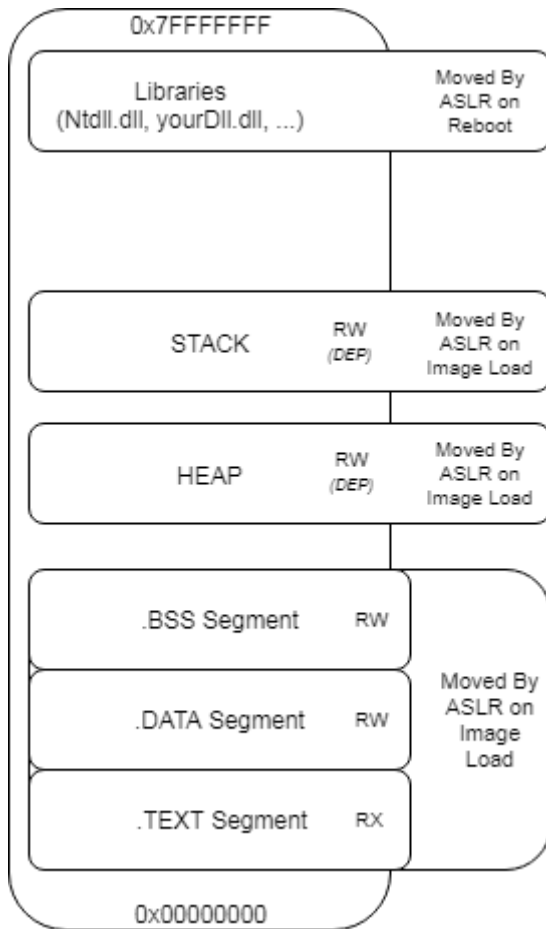 0x7FFFFFFF
Libraries
(Ntdll.dll, yourDll.dll, ...)
Moved By
ASLR on
Reboot
STACK
RW
(DEP)
Moved By
ASLR on
Image Load
HEAP
RW
(DEP)
Moved By
ASLR on
Image Load
.BSS Segment
RW
.DATA Segment
RW
.TEXT Segment
RX
Moved By
ASLR on
Image
Load
0x00000000